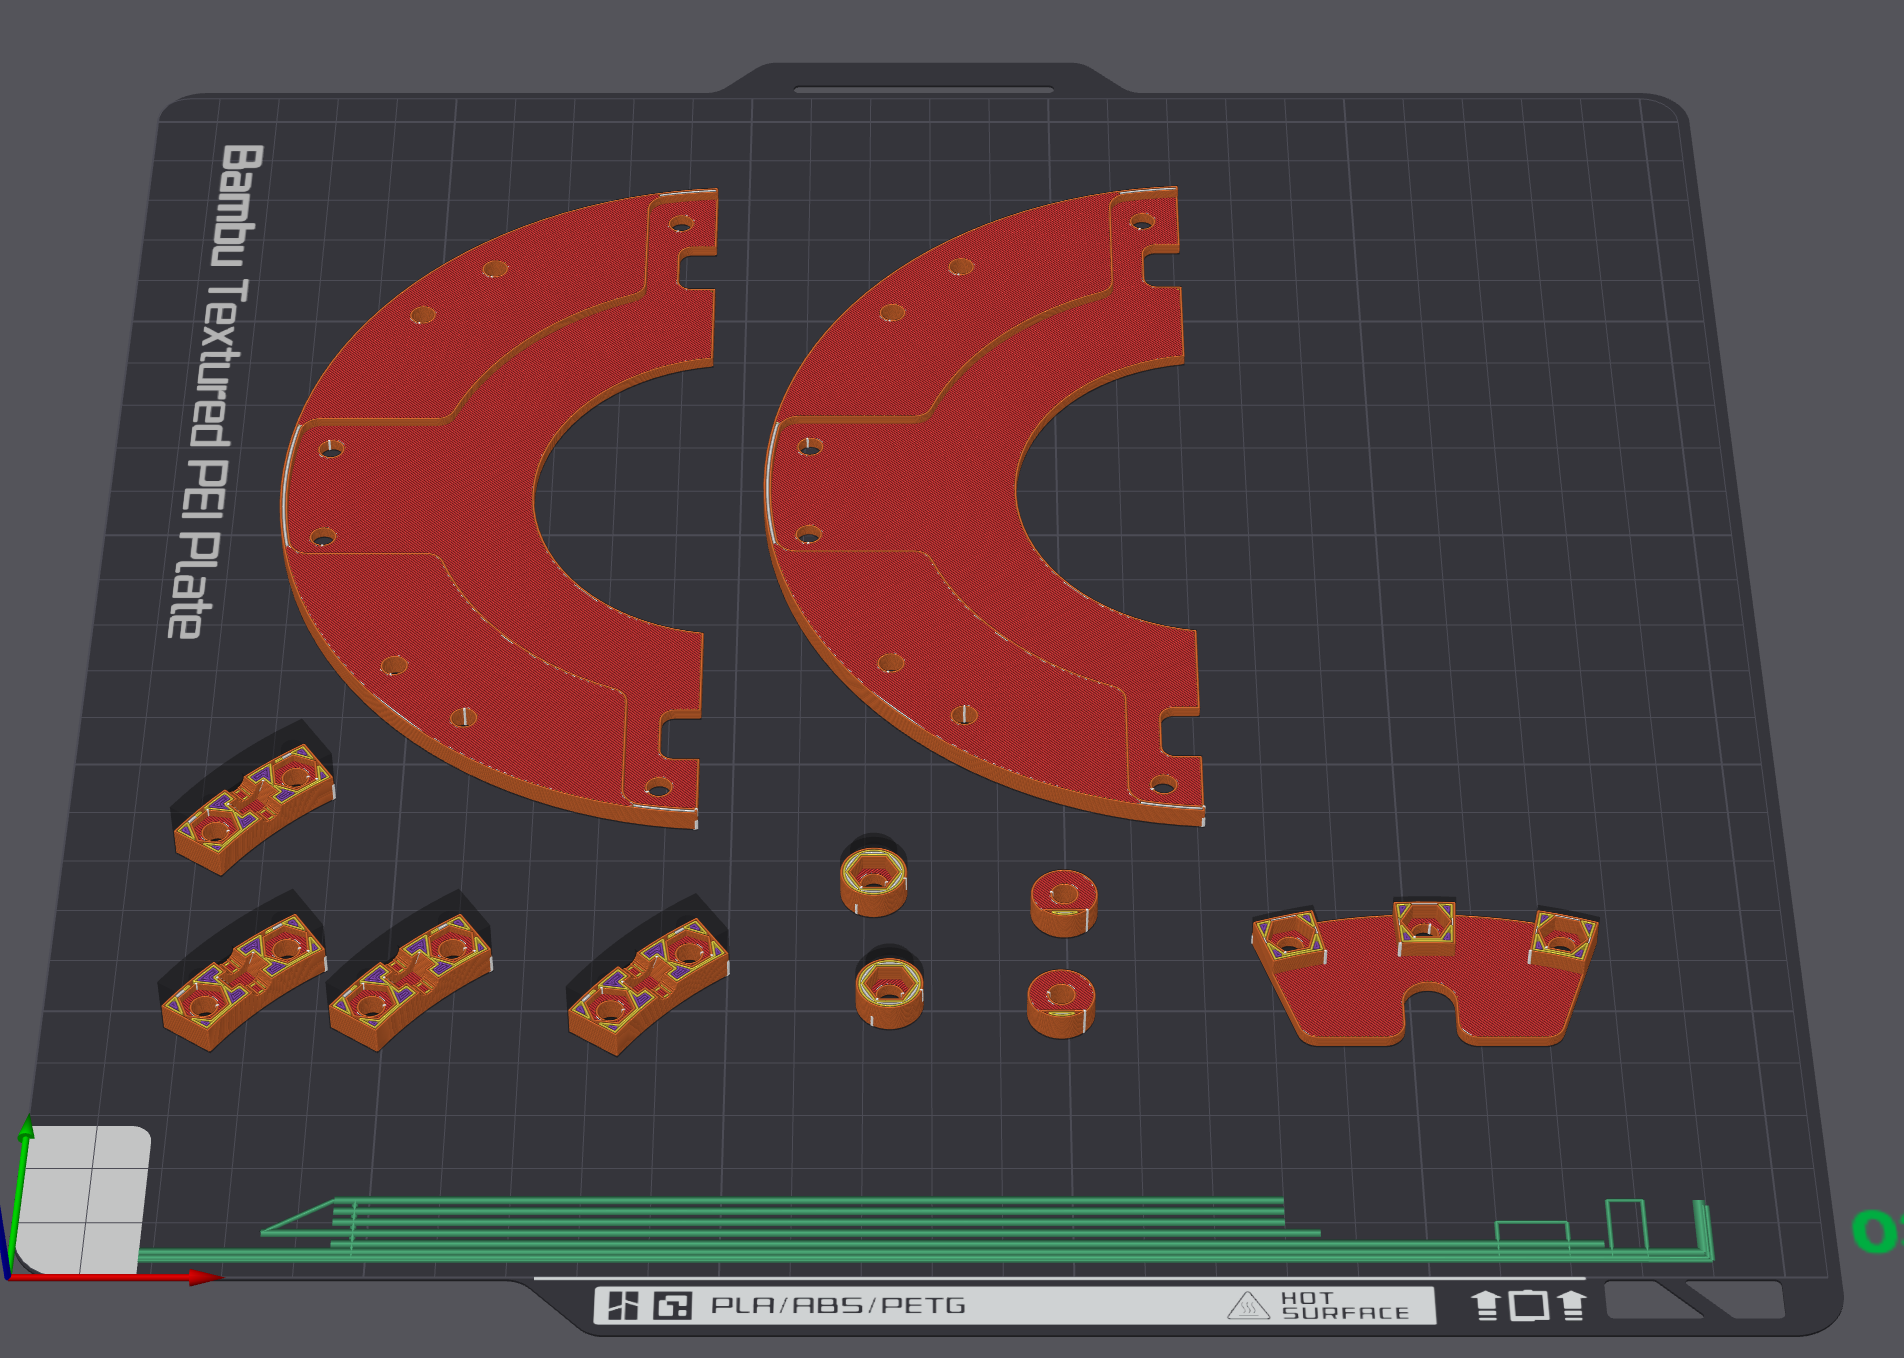 Bambu Textured PEI Plate
PLA/ABS/PETG
HOT
SURFACE